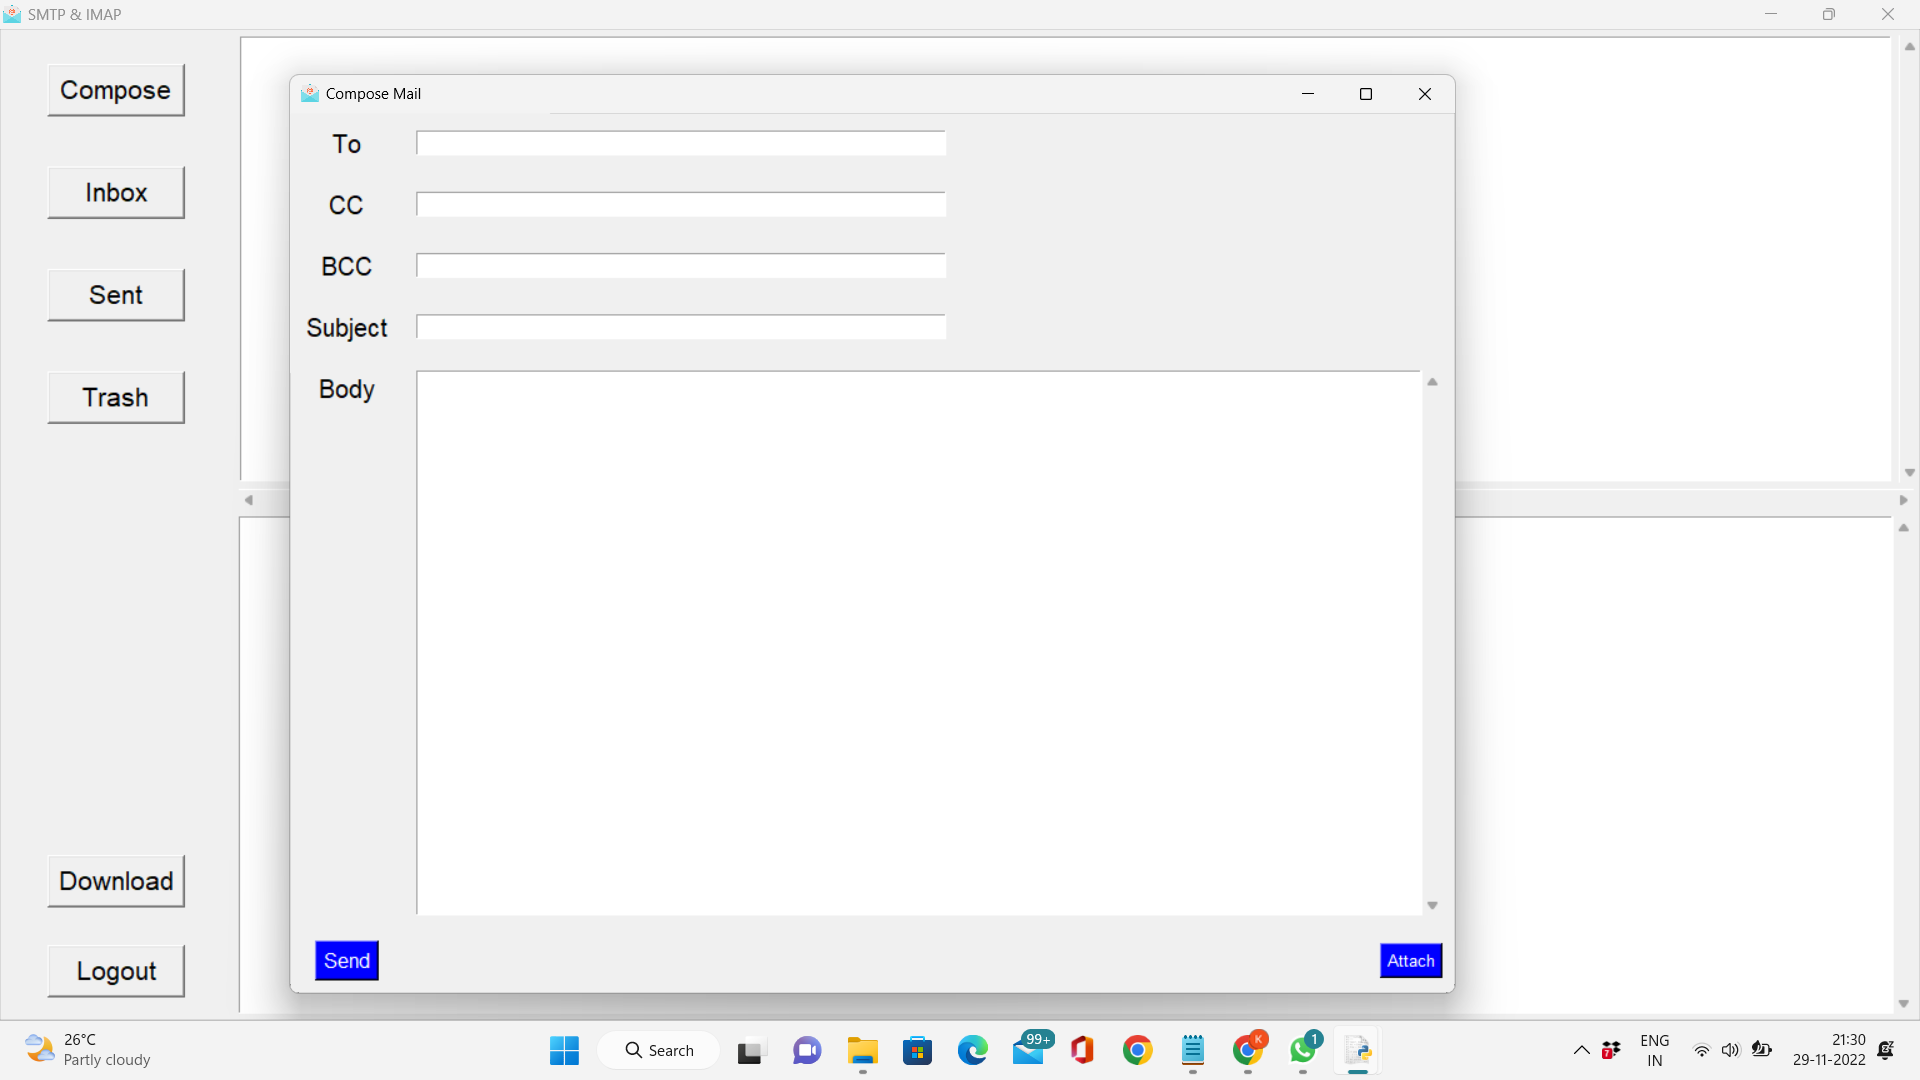 SMTP & IMAP
Compose
Inbox
Sent
Trash
Download
Logout
Compose Mail
To
CC
BCC
Subject
Body
Send
Attach
26°C
Partly cloudy
Search
99+
K
1
7
ENG
IN
21:30
29-11-2022